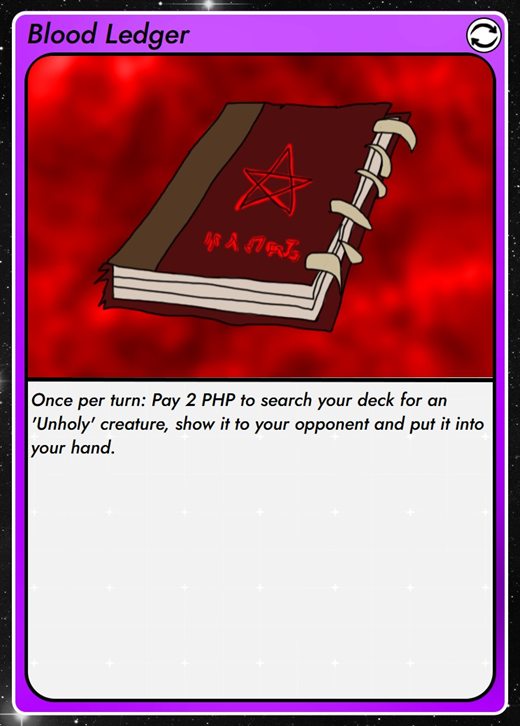 Blood Ledger
Once per turn: Pay 2 PHP to search your deck for an
'Unholy' creature, show it to your opponent and put it into
your hand.